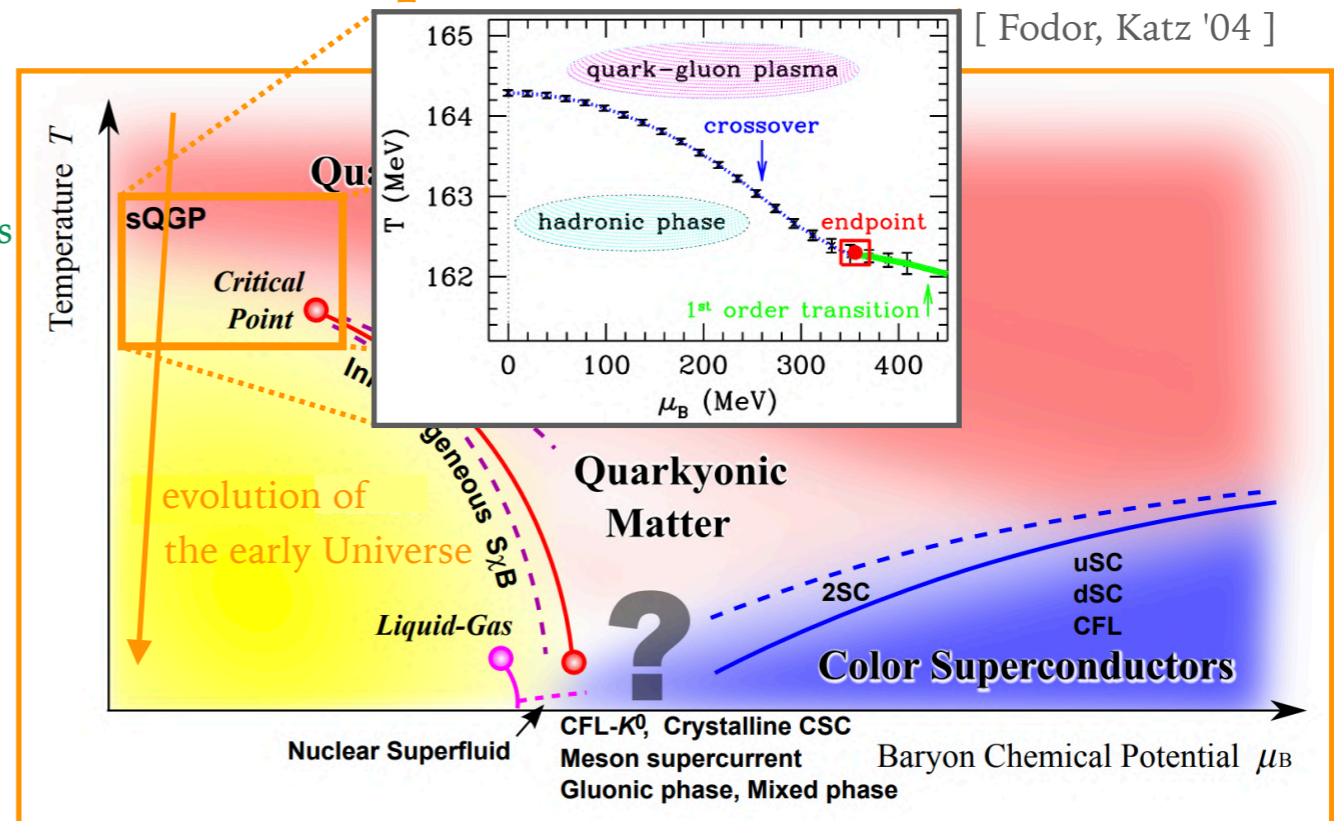 [ Fodor, Katz '04 ]
165
164
163
162
T (MeV)
0
100
200
300
400
μB (MeV)
quark-gluon plasma
crossover
hadronic phase
endpoint
1st order transition
s
Temperature T
Qua
sQGP
Critical
Point
Inh
geneous SχB
evolution of
the early Universe
Quarkyonic
Matter
Liquid-Gas
?
2SC
uSC
dSC
CFL
Color Superconductors
Nuclear Superfluid
CFL-K⁰, Crystalline CSC
Meson supercurrent
Gluonic phase, Mixed phase
Baryon Chemical Potential μB